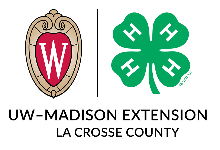 W
H H
H H
UW–MADISON EXTENSION
LA CROSSE COUNTY